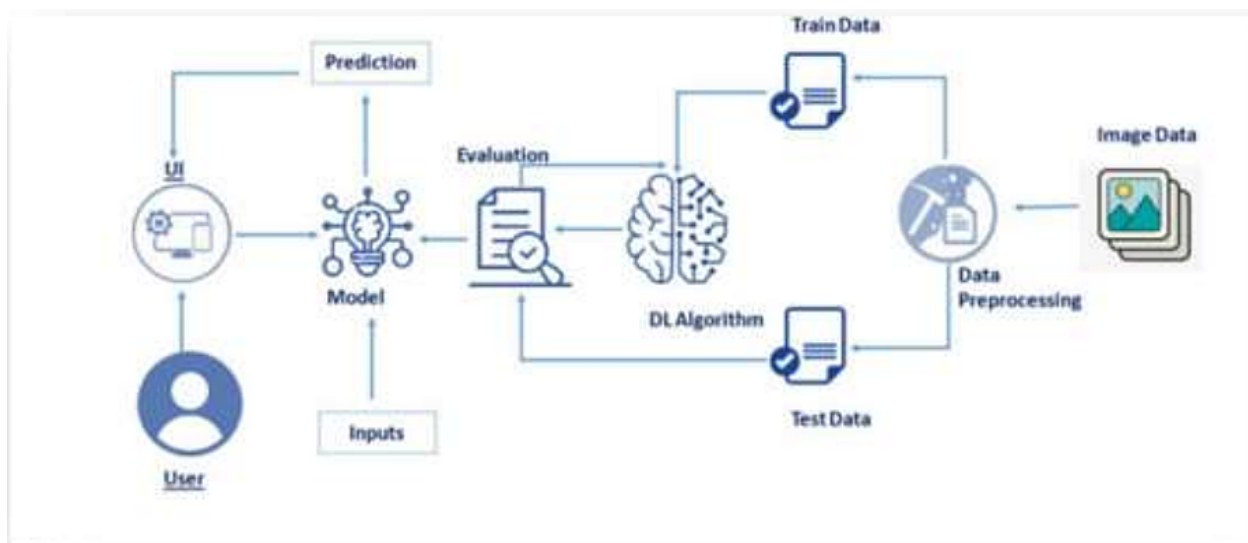 Train Data
Prediction
Image Data
Evaluation
UI
Model
Data
Preprocessing
DL Algorithm
Test Data
Inputs
User